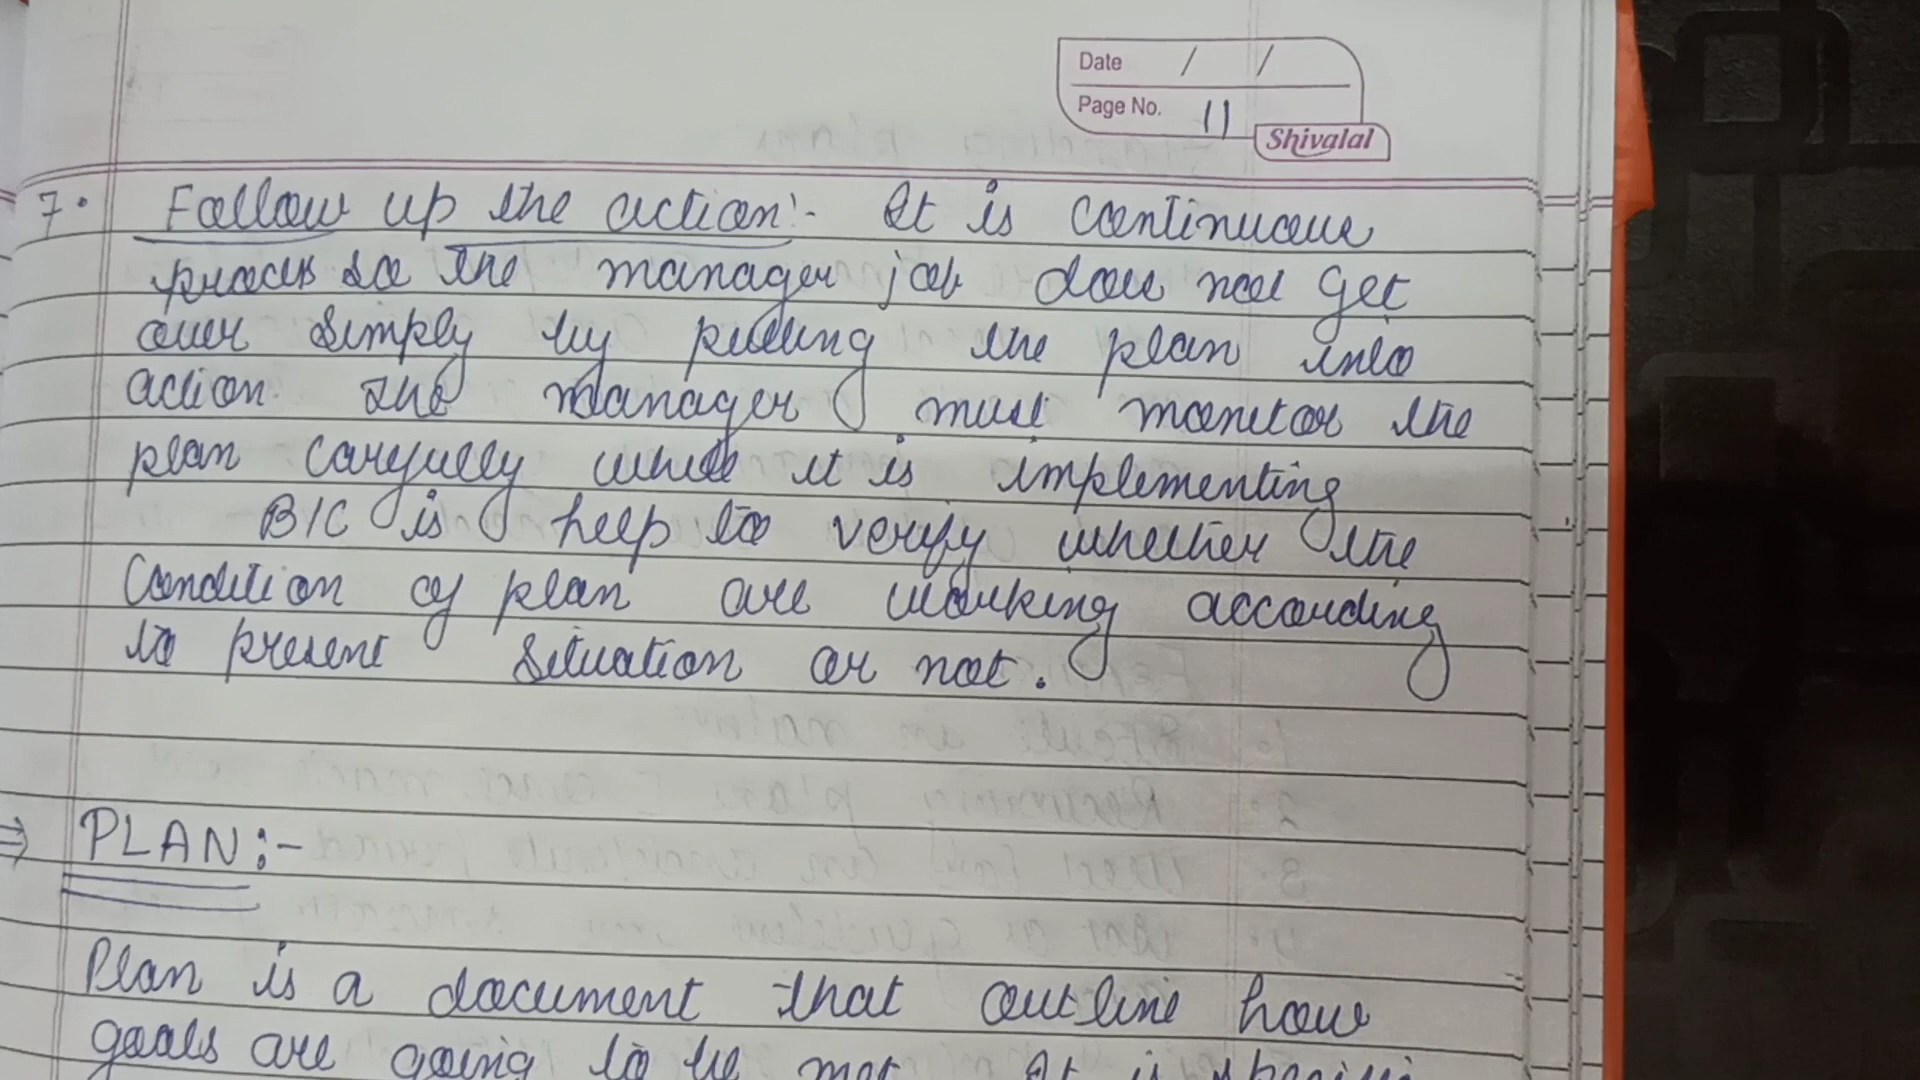 Date / /
Page No. 11
Shivalal
7. Follow up the action:- It is continuous
process so the manager job does not get
over simply by putting the plan into
action. The manager must monitor the
plan carefully while it is implementing
B/C is help to verify whether the
Condition of plan are working according
to present situation or not.
⇒ PLAN:-
Plan is a document that outline how
goals are going to be met. It is